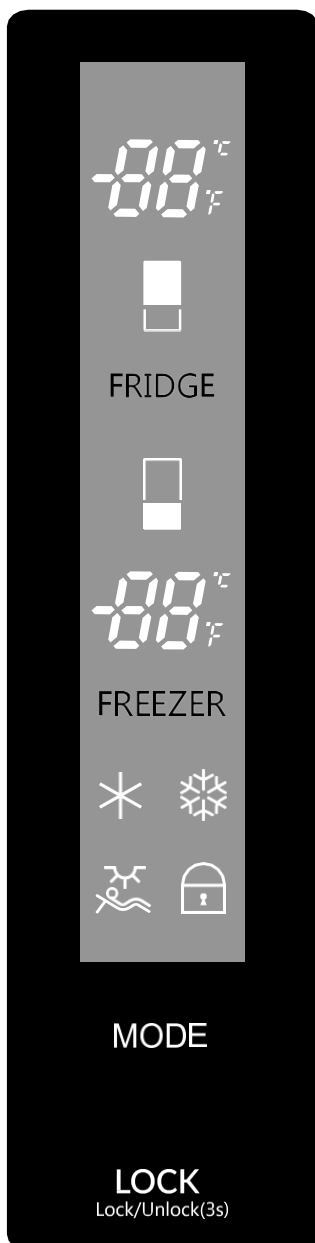 -88°C
°F
FRIDGE
-88°C
°F
FREEZER
MODE
LOCK
Lock/Unlock(3s)